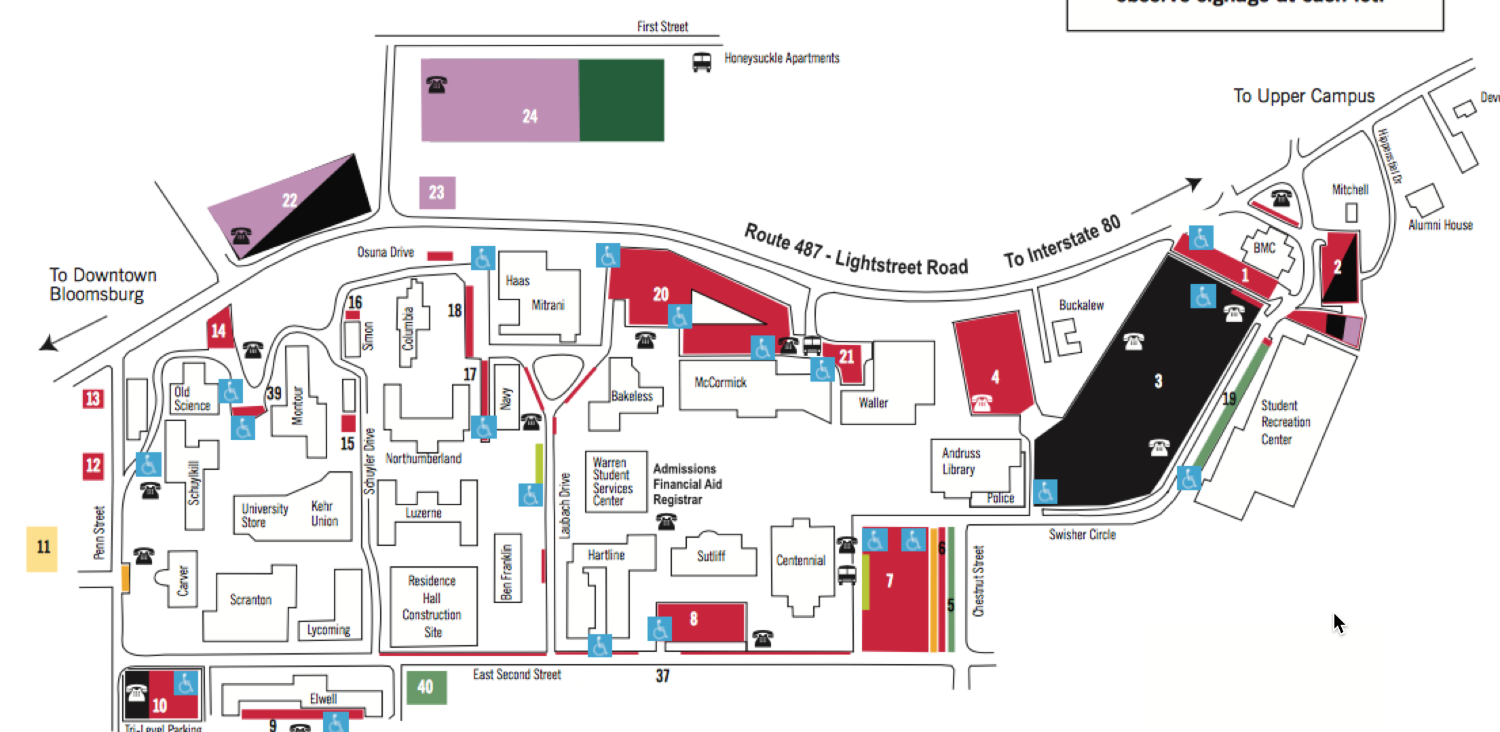 observe signage at each lot.
First Street
Honeysuckle Apartments
24
To Upper Campus
Hippensteel Dr
23
22
Mitchell
Alumni House
Route 487 - Lightstreet Road
To Interstate 80
BMC
To Downtown
Bloomsburg
Osuna Drive
Haas
Mitrani
1
2
20
16
18
Simon
Columbia
14
Buckalew
21
3
4
17
Navy
McCormick
Waller
Bakeless
39
Old
Science
Montour
13
15
19
Student
Recreation
Center
Schuyler Drive
Northumberland
12
Schuylkill
Andruss
Library
Police
Warren
Student
Services
Center
Admissions
Financial Aid
Registrar
Laubach Drive
University
Store
Kehr
Union
Luzerne
Penn Street
11
Swisher Circle
Hartline
Sutliff
Centennial
6
7
5
Chestnut Street
Carver
Scranton
Lycoming
Residence
Hall
Construction
Site
Ben Franklin
8
East Second Street
37
40
10
Elwell
9
Tri-Level Parking